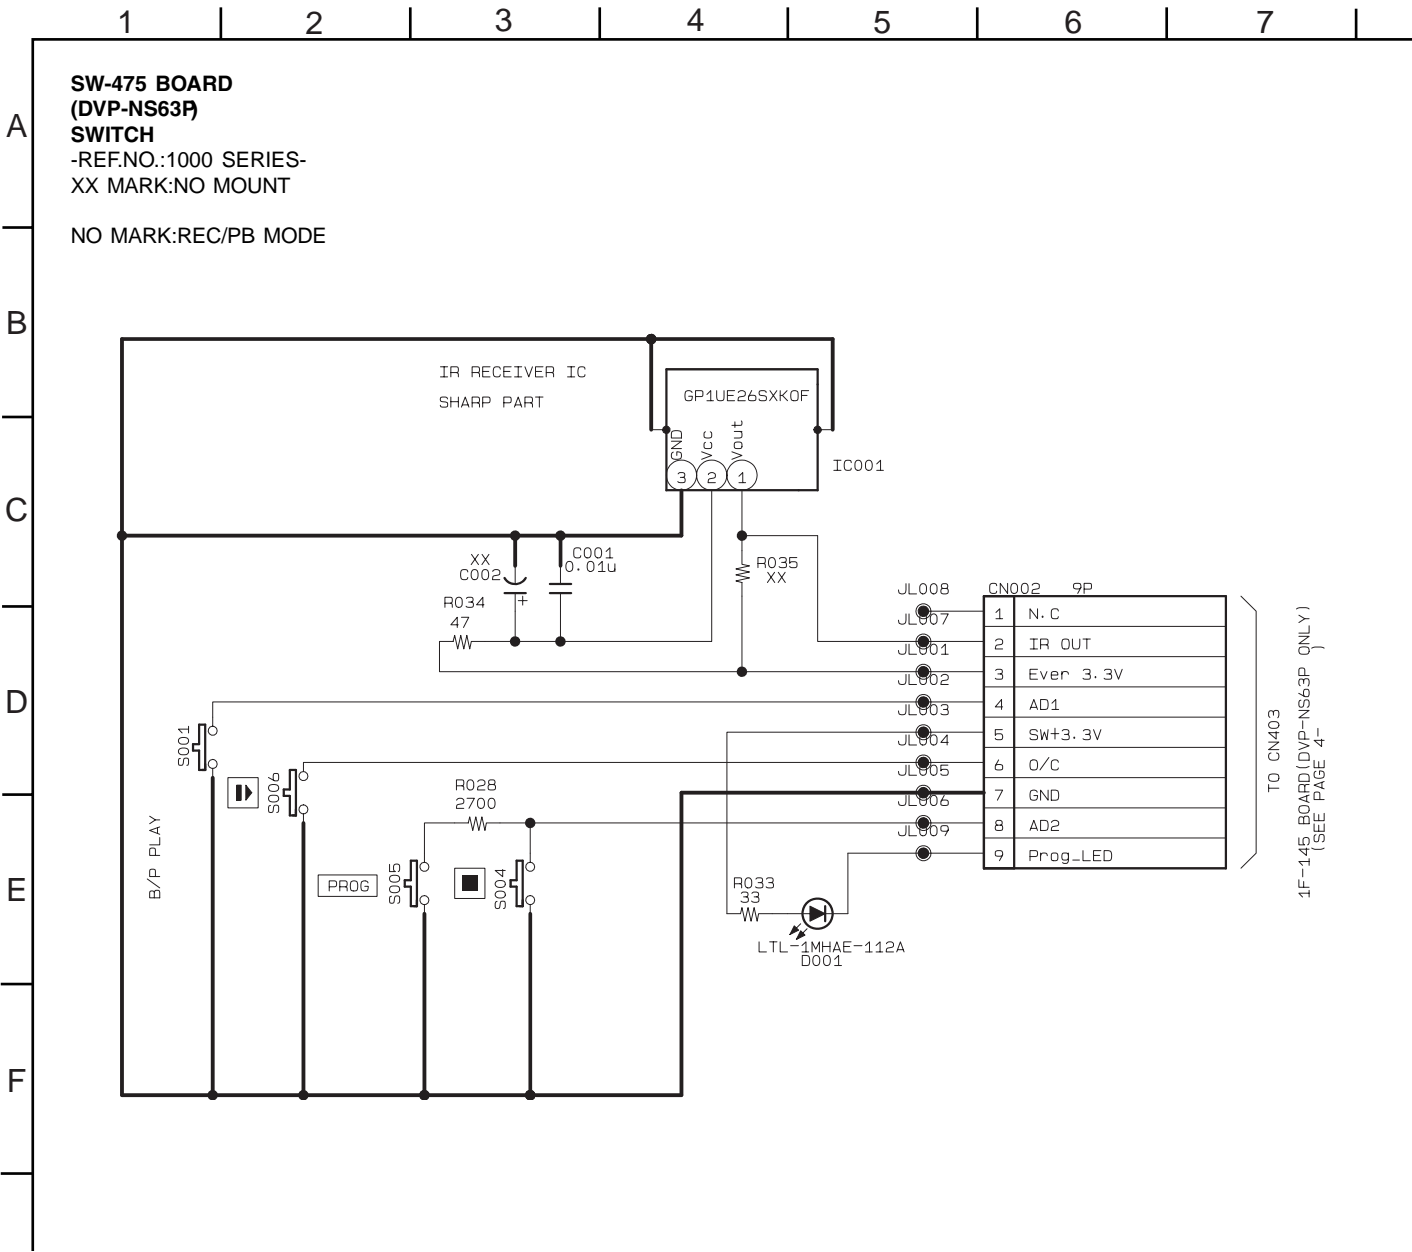 1 2 3 4 5 6 7
A
B
C
D
E
F
SW-475 BOARD
(DVP-NS63P)
SWITCH
-REF.NO.:1000 SERIES-
XX MARK:NO MOUNT
NO MARK:REC/PB MODE
IR RECEIVER IC
SHARP PART
GP1UE26SXK0F
GND
Vcc
Vout
3 2 1
IC001
XX
C002
+
C001
0.01u
R034
47
R035
XX
JL008
JL007
JL001
JL002
JL003
JL004
JL005
JL006
JL009
CN002 9P
1 N.C
2 IR OUT
3 Ever 3.3V
4 AD1
5 SW+3.3V
6 O/C
7 GND
8 AD2
9 Prog_LED
TO CN403
1F-145 BOARD(DVP-NS63P ONLY)
(SEE PAGE 4- )
S001
B/P PLAY
S006
R028
2700
PROG
S005
S004
R033
33
LTL-1MHAE-112A
D001